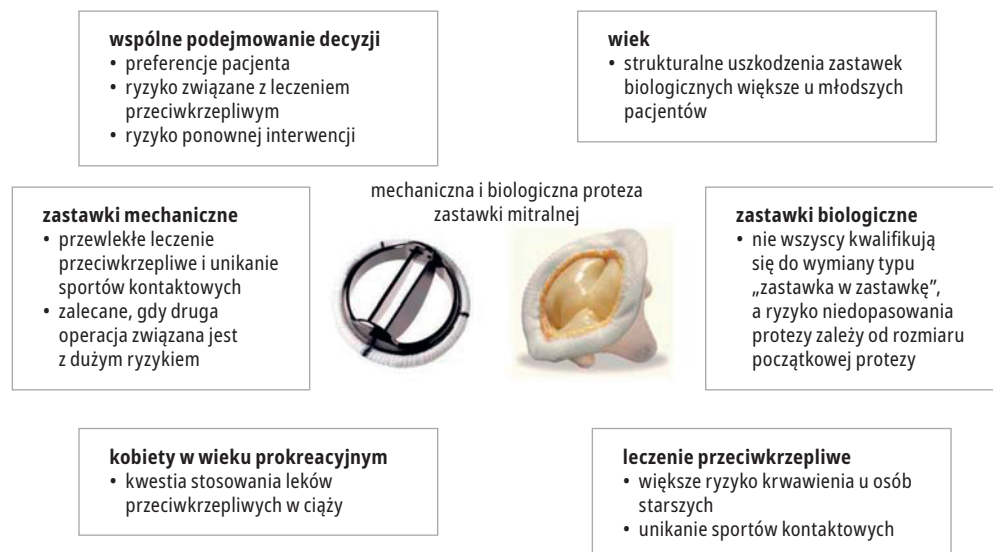 wspólne podejmowanie decyzji
• preferencje pacjenta
• ryzyko związane z leczeniem
przeciwkrzepliwym
• ryzyko ponownej interwencji
wiek
• strukturalne uszkodzenia zastawek
biologicznych większe u młodszych
pacjentów
zastawki mechaniczne
• przewlekłe leczenie
przeciwkrzepliwe i unikanie
sportów kontaktowych
• zalecane, gdy druga
operacja związana jest
z dużym ryzykiem
mechaniczna i biologiczna proteza
zastawki mitralnej
zastawki biologiczne
• nie wszyscy kwalifikują
się do wymiany typu
„zastawka w zastawkę”,
a ryzyko niedopasowania
protezy zależy od rozmiaru
początkowej protezy
kobiety w wieku prokreacyjnym
• kwestia stosowania leków
przeciwkrzepliwych w ciąży
leczenie przeciwkrzepliwe
• większe ryzyko krwawienia u osób
starszych
• unikanie sportów kontaktowych